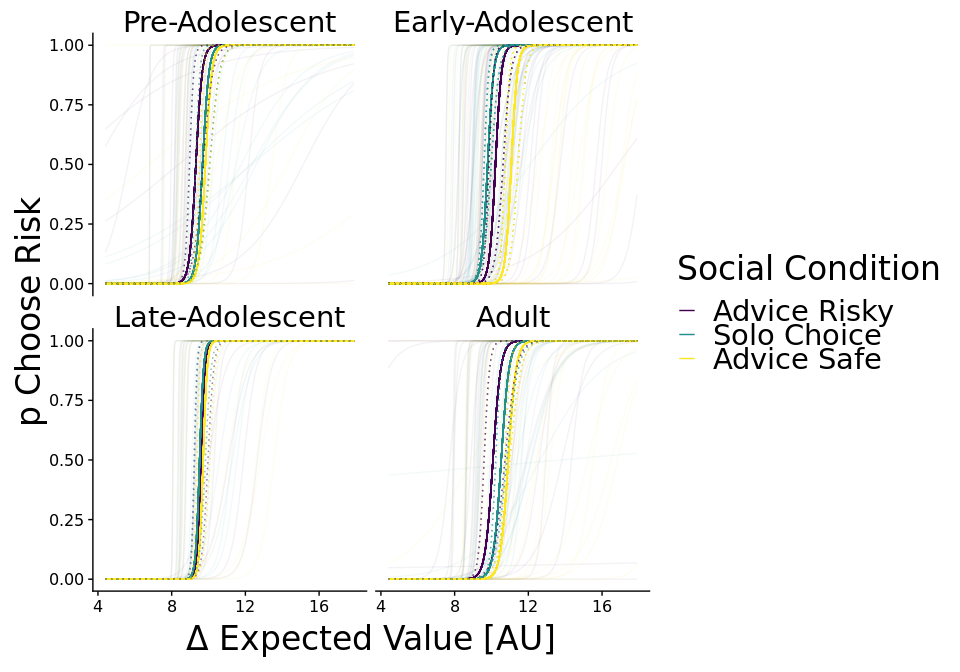 Pre-Adolescent
Early-Adolescent
1.00
0.75
0.50
0.25
0.00
Late-Adolescent
Adult
1.00
0.75
0.50
0.25
0.00
4 8 12 16
4 8 12 16
p Choose Risk
Δ Expected Value [AU]
Social Condition
Advice Risky
Solo Choice
Advice Safe